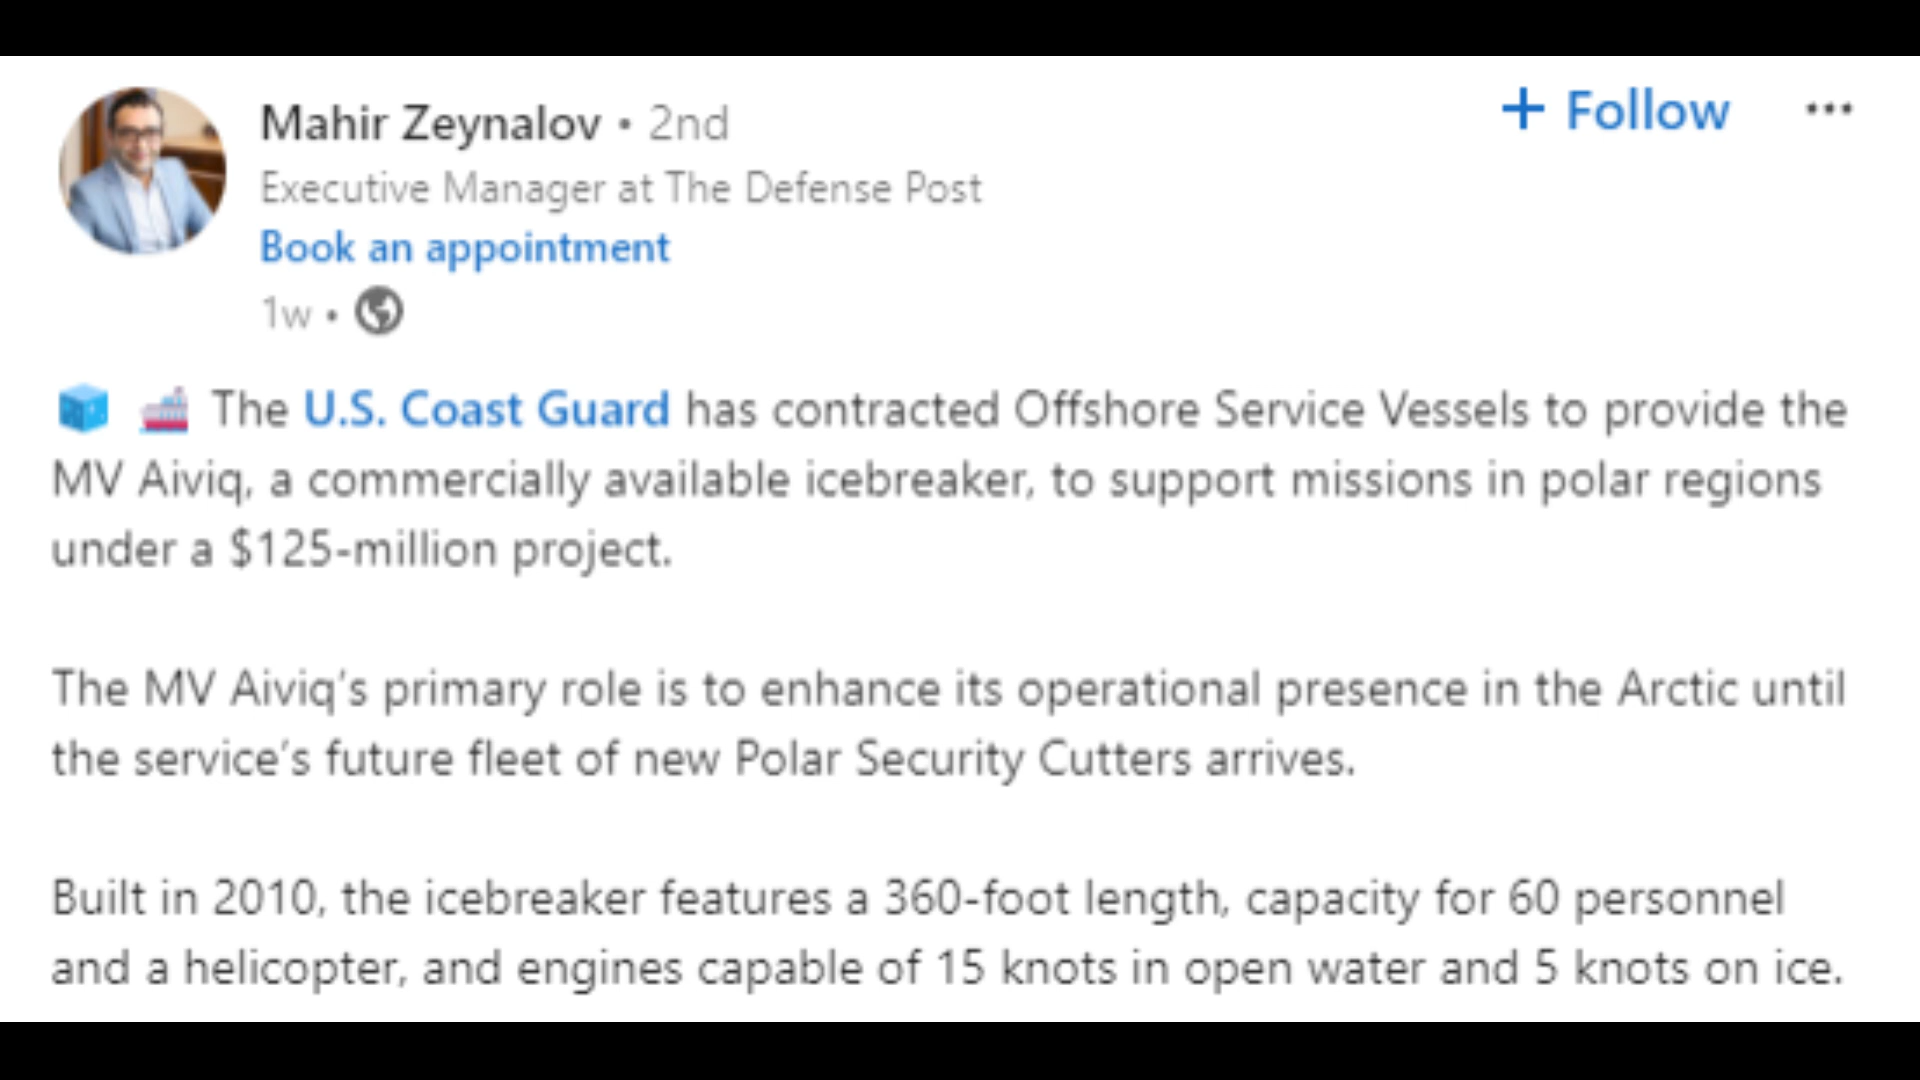 Mahir Zeynalov • 2nd
+ Follow ...
Executive Manager at The Defense Post
Book an appointment
1w •
The U.S. Coast Guard has contracted Offshore Service Vessels to provide the
MV Aiviq, a commercially available icebreaker, to support missions in polar regions
under a $125-million project.
The MV Aiviq's primary role is to enhance its operational presence in the Arctic until
the service's future fleet of new Polar Security Cutters arrives.
Built in 2010, the icebreaker features a 360-foot length, capacity for 60 personnel
and a helicopter, and engines capable of 15 knots in open water and 5 knots on ice.